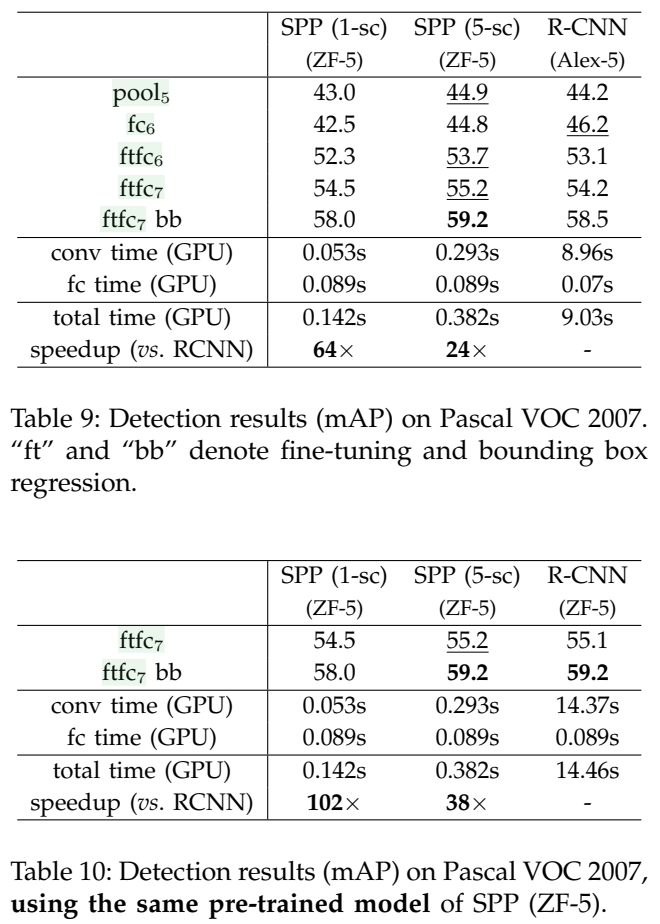 SPP (1-sc) SPP (5-sc) R-CNN
(ZF-5) (ZF-5) (Alex-5)
pool₅ 43.0 44.9 44.2
fc₆ 42.5 44.8 46.2
ftfc₆ 52.3 53.7 53.1
ftfc₇ 54.5 55.2 54.2
ftfc₇ bb 58.0 59.2 58.5
conv time (GPU) 0.053s 0.293s 8.96s
fc time (GPU) 0.089s 0.089s 0.07s
total time (GPU) 0.142s 0.382s 9.03s
speedup (vs. RCNN) 64× 24× -
Table 9: Detection results (mAP) on Pascal VOC 2007.
“ft” and “bb” denote fine-tuning and bounding box
regression.
SPP (1-sc) SPP (5-sc) R-CNN
(ZF-5) (ZF-5) (ZF-5)
ftfc₇ 54.5 55.2 55.1
ftfc₇ bb 58.0 59.2 59.2
conv time (GPU) 0.053s 0.293s 14.37s
fc time (GPU) 0.089s 0.089s 0.089s
total time (GPU) 0.142s 0.382s 14.46s
speedup (vs. RCNN) 102× 38× -
Table 10: Detection results (mAP) on Pascal VOC 2007,
using the same pre-trained model of SPP (ZF-5).